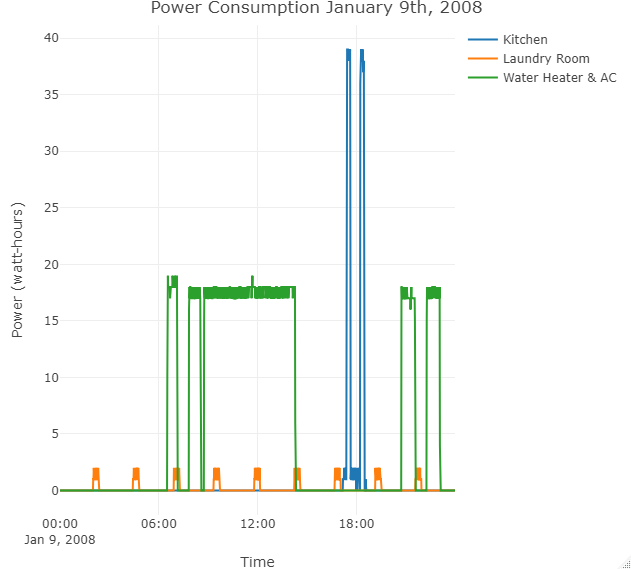 Power Consumption January 9th, 2008
Kitchen
Laundry Room
Water Heater & AC
40
35
30
25
20
15
10
5
0
Power (watt-hours)
00:00
06:00
12:00
18:00
Jan 9, 2008
Time